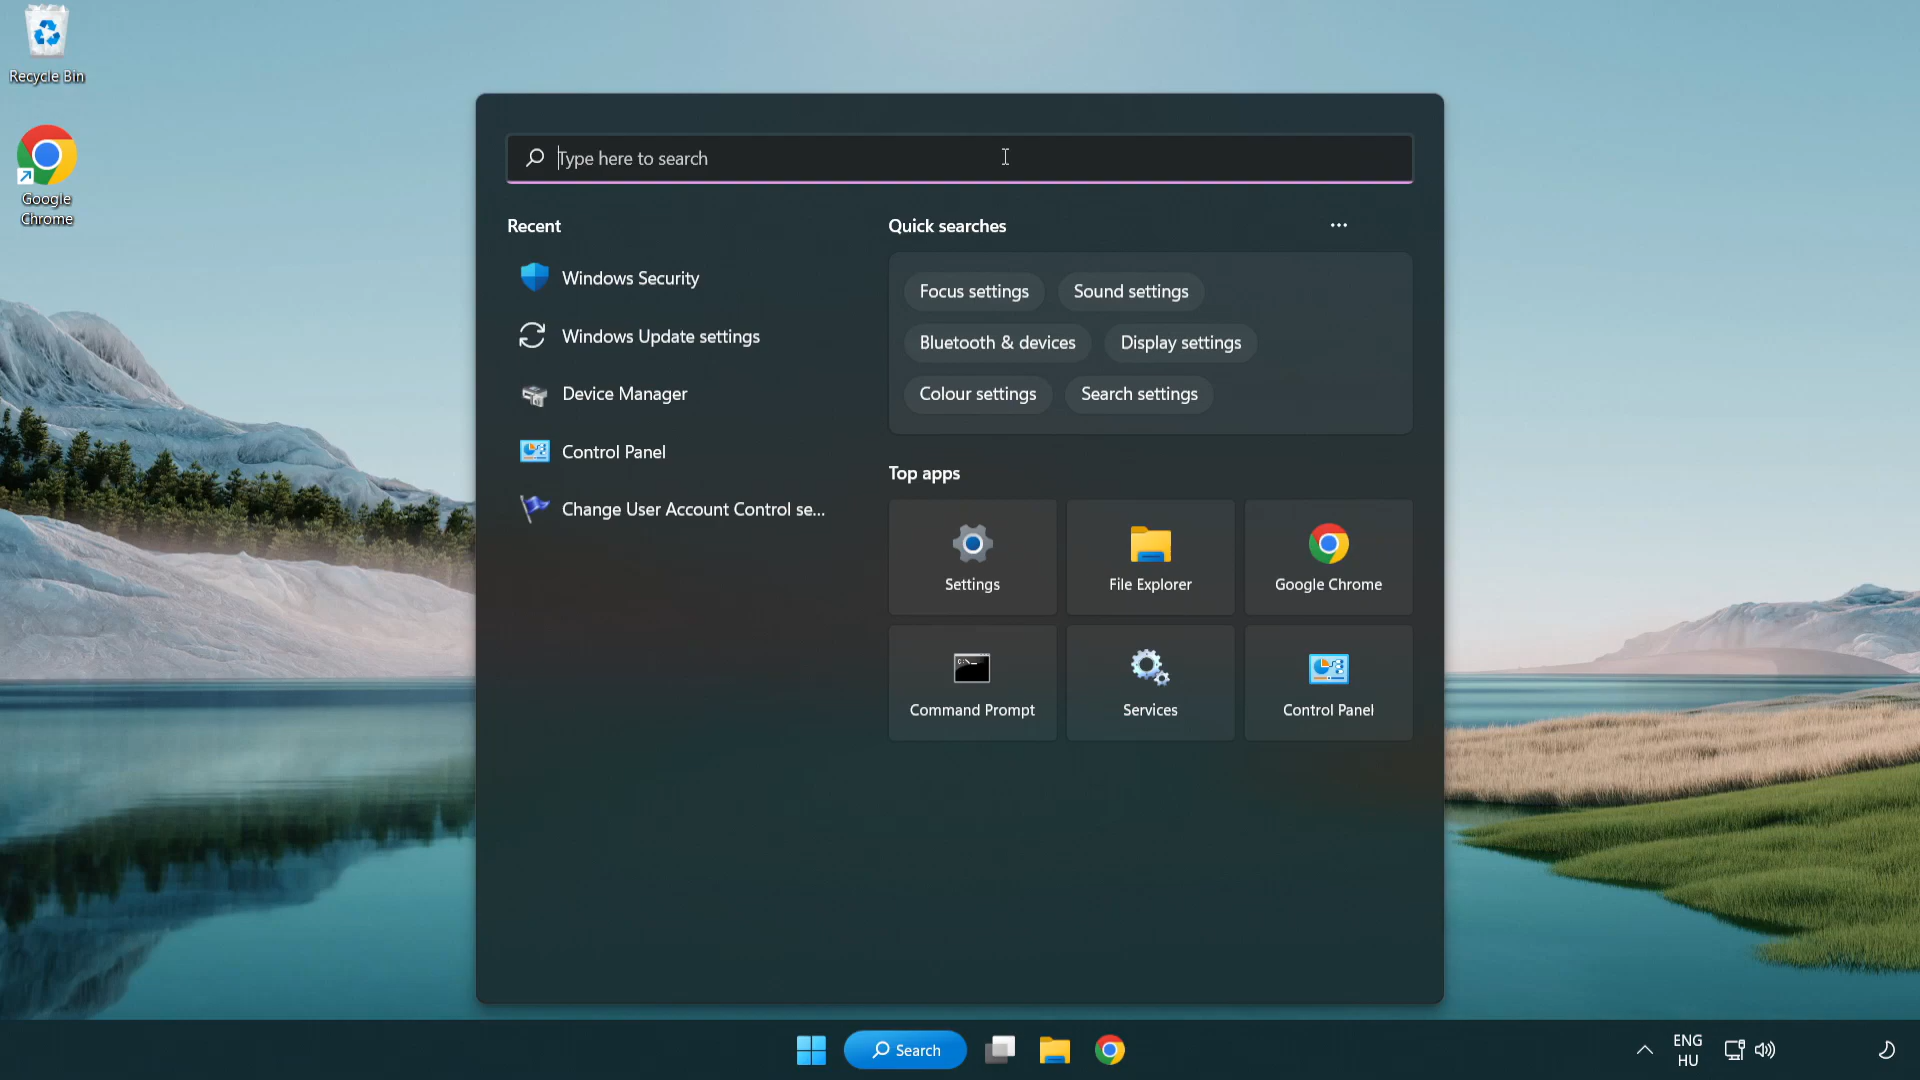 Recycle Bin
Google
Chrome
Type here to search
Recent
Windows Security
Windows Update settings
Device Manager
Control Panel
Change User Account Control se...
Quick searches
Focus settings
Sound settings
Bluetooth & devices
Display settings
Colour settings
Search settings
Top apps
Settings
File Explorer
Google Chrome
Command Prompt
Services
Control Panel
Search
ENG
HU